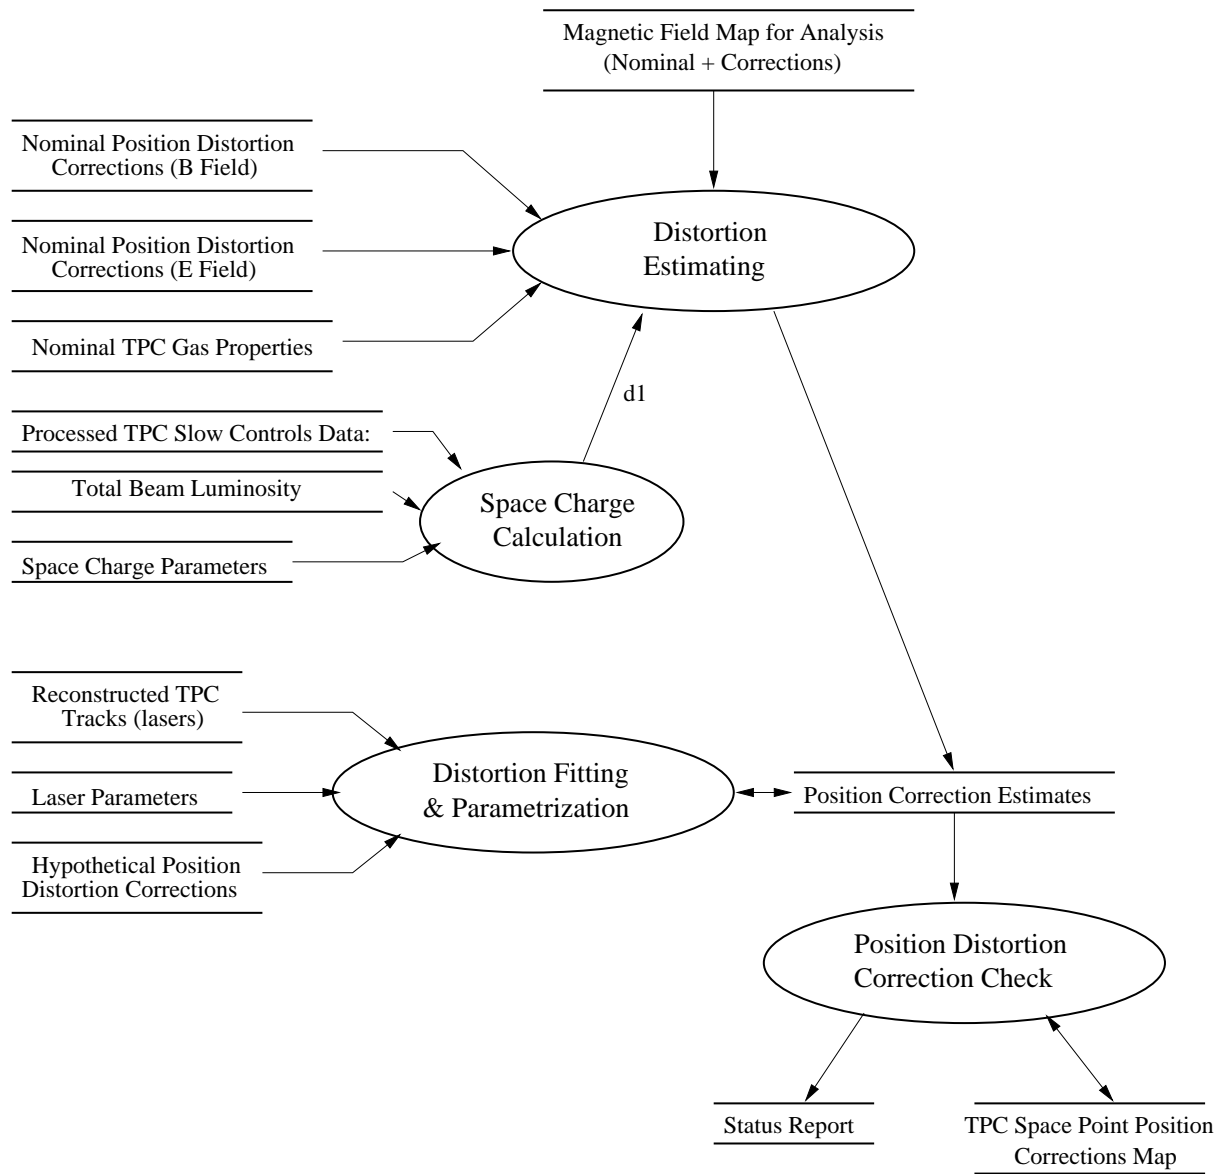 Magnetic Field Map for Analysis
(Nominal + Corrections)
Nominal Position Distortion
Corrections (B Field)
Nominal Position Distortion
Corrections (E Field)
Distortion
Estimating
Nominal TPC Gas Properties
d1
Processed TPC Slow Controls Data:
Total Beam Luminosity
Space Charge
Calculation
Space Charge Parameters
Reconstructed TPC
Tracks (lasers)
Distortion Fitting
& Parametrization
Laser Parameters
Position Correction Estimates
Hypothetical Position
Distortion Corrections
Position Distortion
Correction Check
Status Report
TPC Space Point Position
Corrections Map